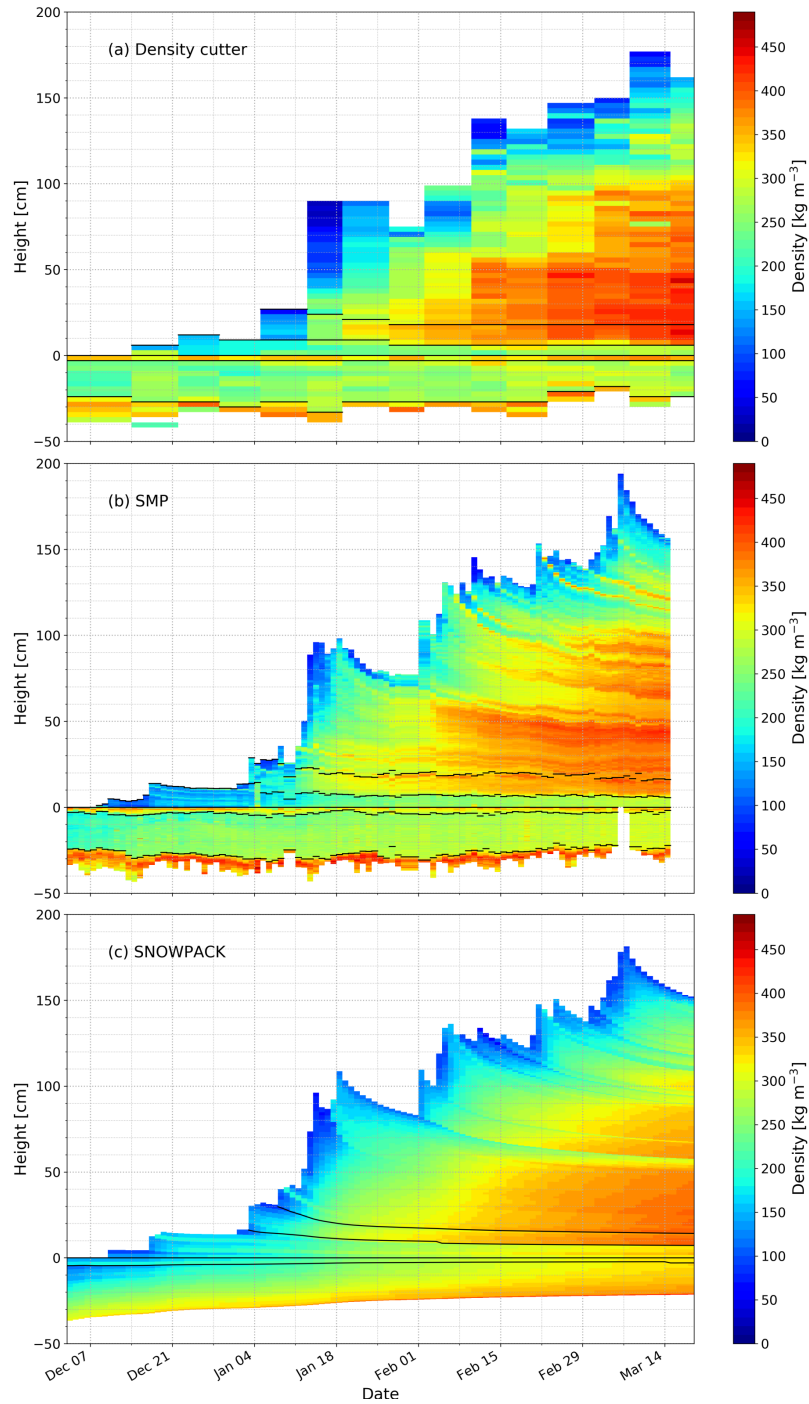 (a) Density cutter
Height [cm]
200
150
100
50
0
−50
Density [kg m⁻³]
450
400
350
300
250
200
150
100
50
0
(b) SMP
Height [cm]
200
150
100
50
0
−50
Density [kg m⁻³]
450
400
350
300
250
200
150
100
50
0
(c) SNOWPACK
Height [cm]
200
150
100
50
0
−50
Density [kg m⁻³]
450
400
350
300
250
200
150
100
50
0
Dec 07
Dec 21
Jan 04
Jan 18
Feb 01
Feb 15
Feb 29
Mar 14
Date